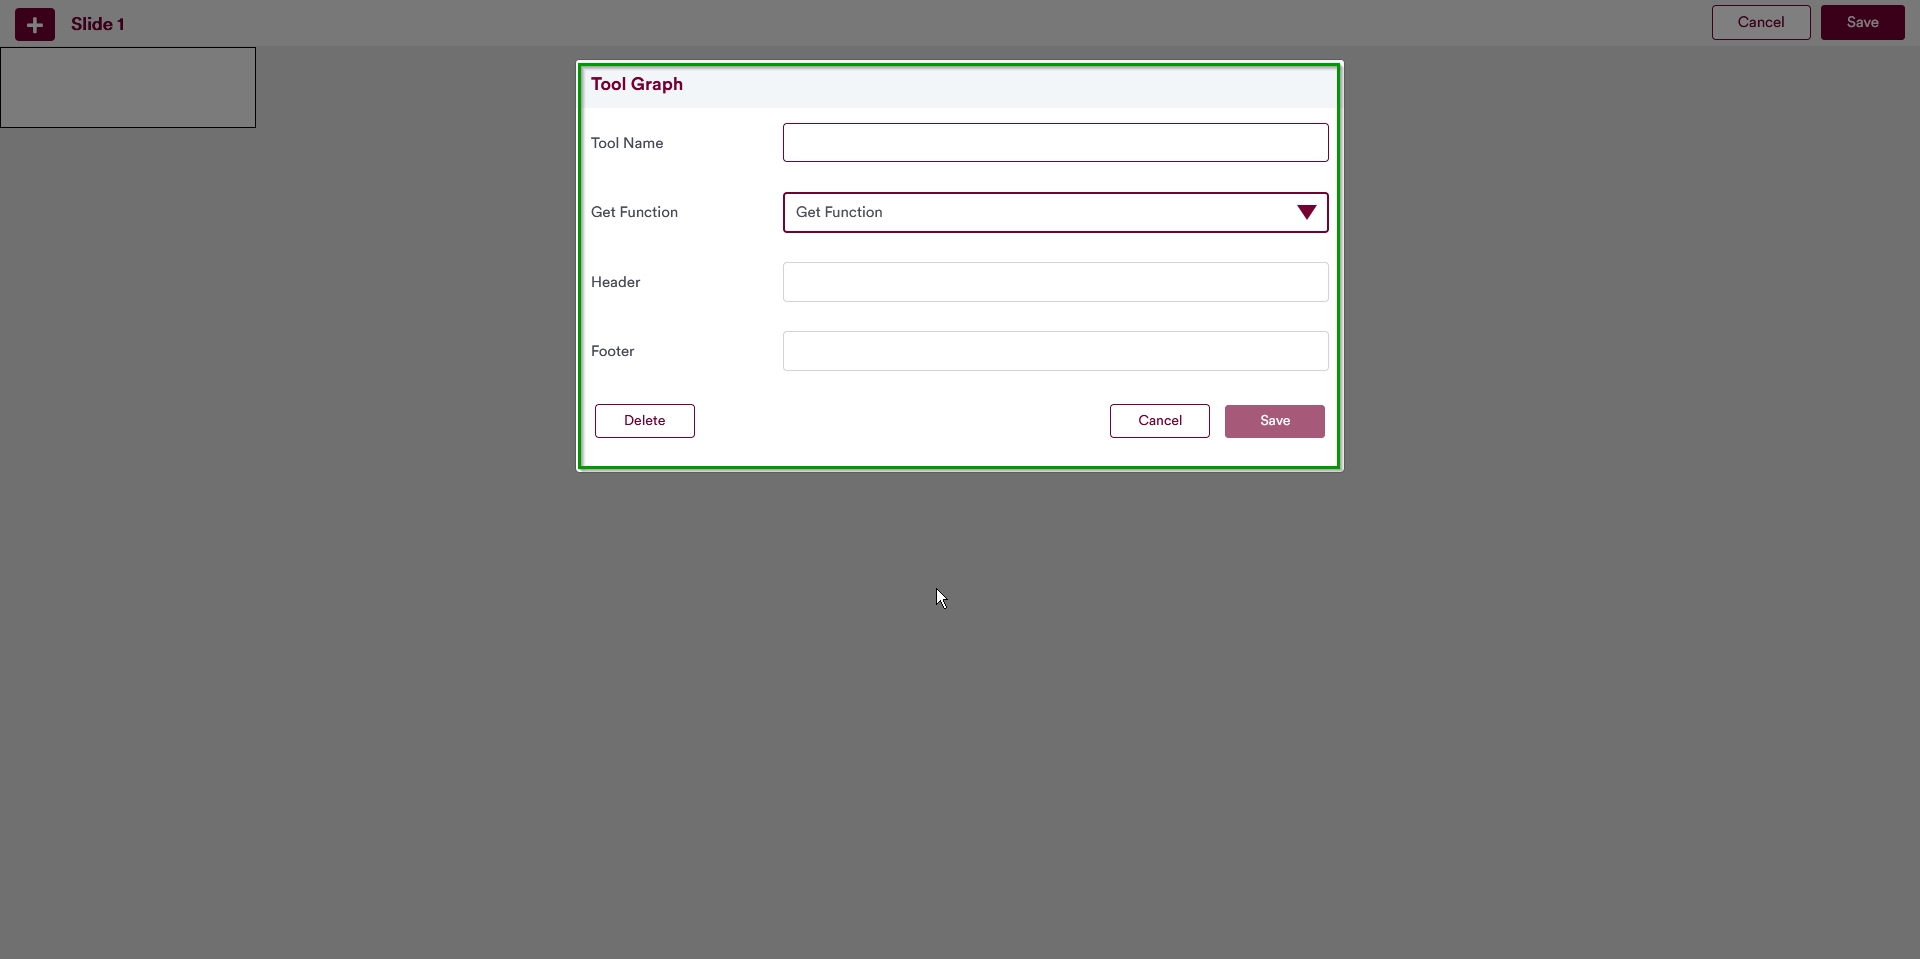 Slide 1
Cancel
Save
Tool Graph
Tool Name
Get Function
Get Function
Header
Footer
Delete
Cancel
Save